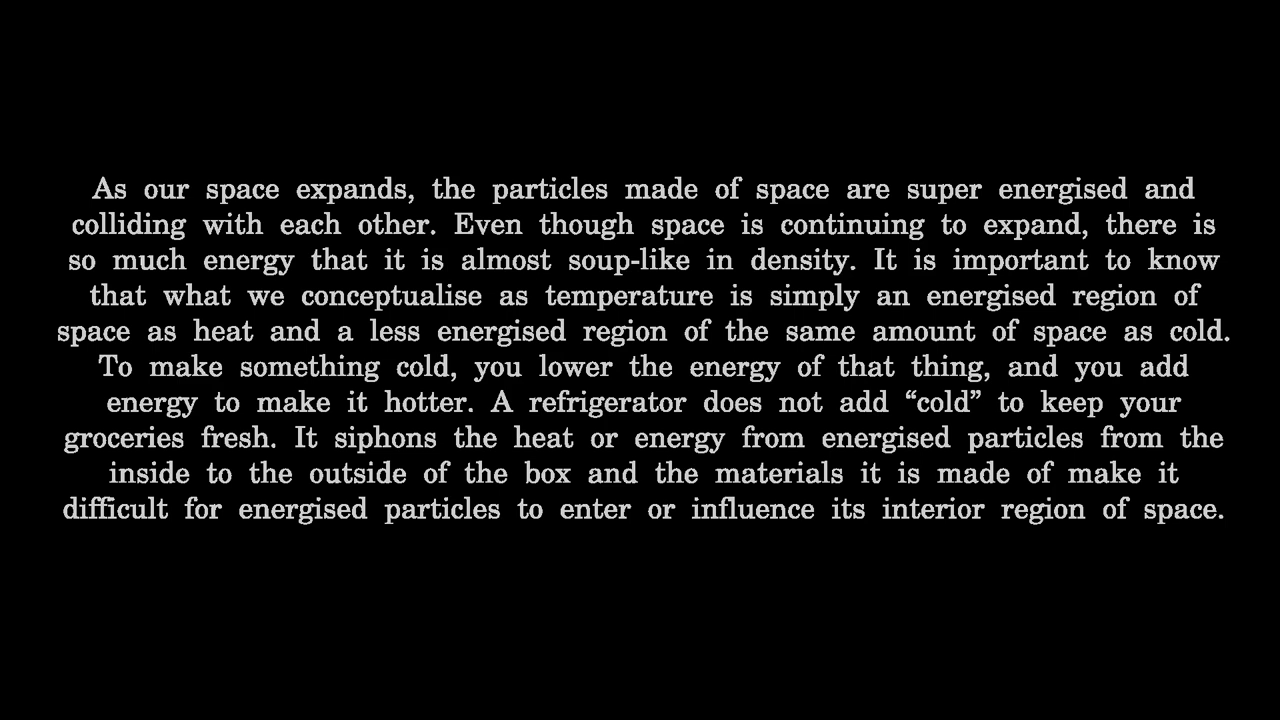 As our space expands, the particles made of space are super energised and
colliding with each other. Even though space is continuing to expand, there is
so much energy that it is almost soup-like in density. It is important to know
that what we conceptualise as temperature is simply an energised region of
space as heat and a less energised region of the same amount of space as cold.
To make something cold, you lower the energy of that thing, and you add
energy to make it hotter. A refrigerator does not add “cold” to keep your
groceries fresh. It siphons the heat or energy from energised particles from the
inside to the outside of the box and the materials it is made of make it
difficult for energised particles to enter or influence its interior region of space.